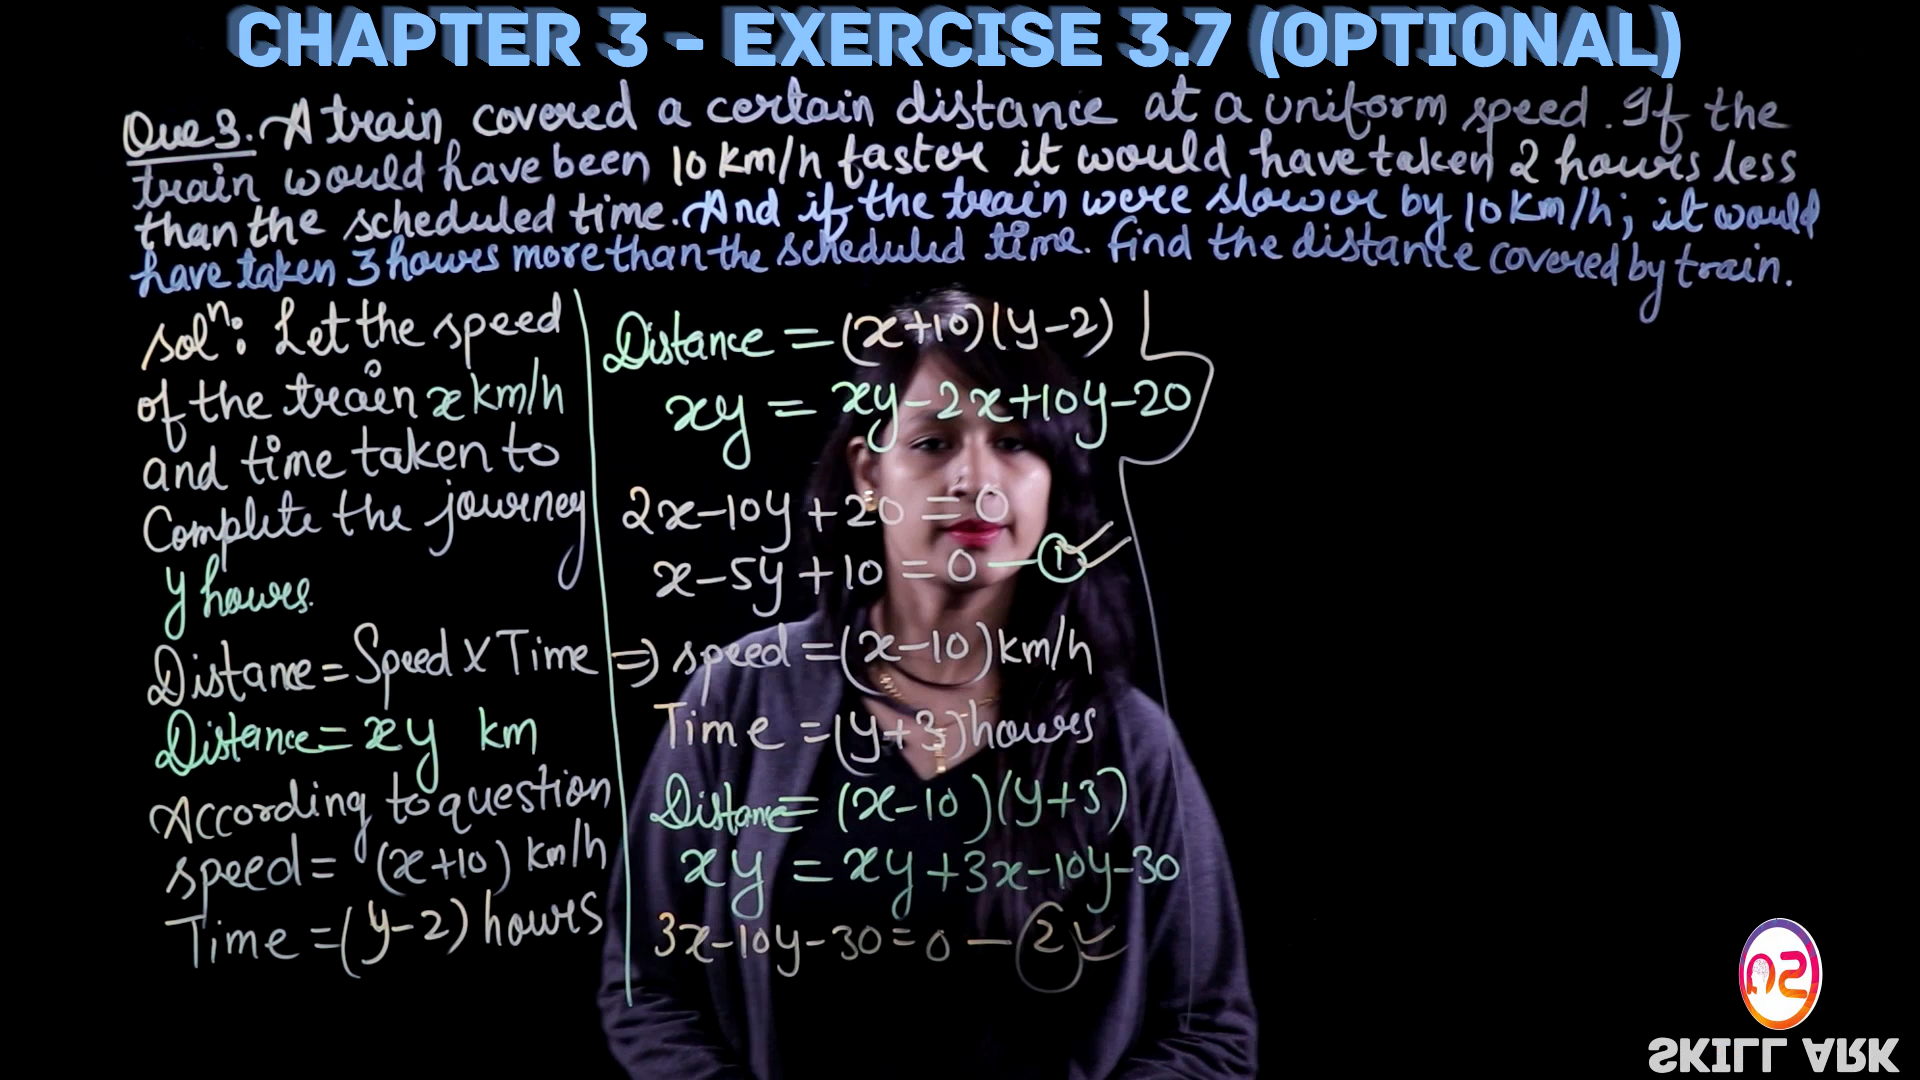 CHAPTER 3 - EXERCISE 3.7 (OPTIONAL)
Que 3. A train covered a certain distance at a uniform speed. If the
train would have been 10 km/h faster it would have taken 2 hours less
than the scheduled time. And if the train were slower by 10 km/h; it would
have taken 3 hours more than the scheduled time. find the distance covered by train.
solⁿ: Let the speed
of the train x km/h
and time taken to
Complete the journey
y hours.
Distance = Speed x Time
Distance = xy km
According to question
speed = (x+10) km/h
Time = (y-2) hours
Distance = (x+10)(y-2)
xy = xy-2x+10y-20
2x-10y+20=0
x-5y+10=0 — ①
⇒ speed = (x-10) km/h
Time = (y+3) hours
Distance = (x-10)(y+3)
xy = xy+3x-10y-30
3x-10y-30=0 — ②
SKILL ARK